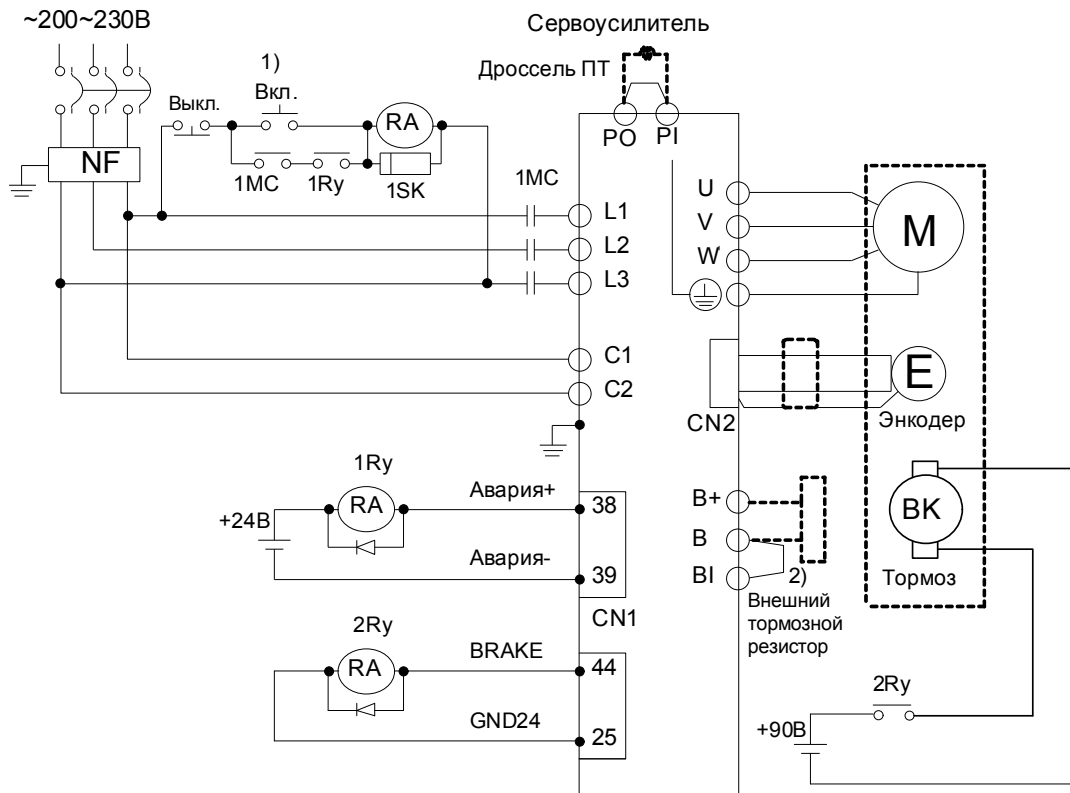 ~200~230В
Сервоусилитель
Дроссель ПТ
1)
Вкл.
Выкл.
RA
PO
PI
NF
1MC
1Ry
1SK
1MC
L1
L2
L3
U
V
W
M
C1
C2
E
CN2
Энкодер
1Ry
RA
+24В
Авария+
38
Авария-
39
CN1
B+
B
BI
2)
Внешний
тормозной
резистор
BK
Тормоз
2Ry
RA
BRAKE
44
GND24
25
2Ry
+90В